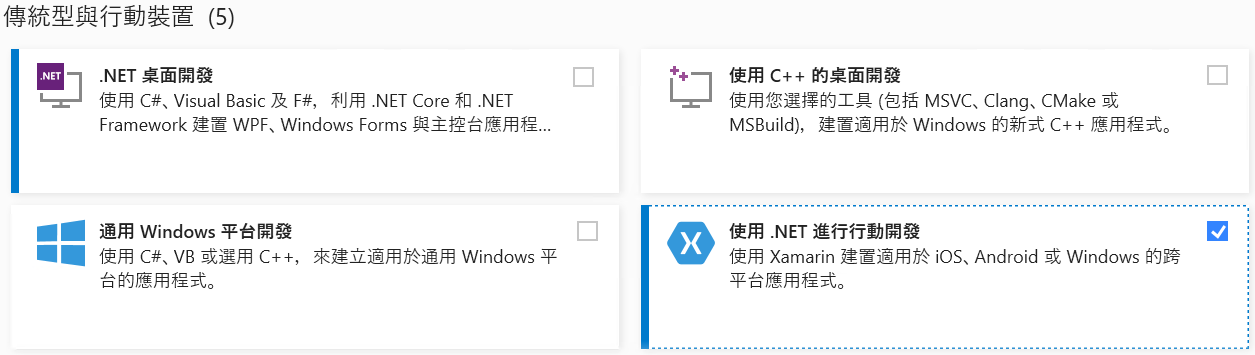 傳統型與行動裝置 (5)
.NET 桌面開發
使用 C#、Visual Basic 及 F#，利用 .NET Core 和 .NET
Framework 建置 WPF、Windows Forms 與主控台應用程...
使用 C++ 的桌面開發
使用您選擇的工具 (包括 MSVC、Clang、CMake 或
MSBuild)，建置適用於 Windows 的新式 C++ 應用程式。
通用 Windows 平台開發
使用 C#、VB 或選用 C++，來建立適用於通用 Windows 平
台的應用程式。
使用 .NET 進行行動開發
使用 Xamarin 建置適用於 iOS、Android 或 Windows 的跨
平台應用程式。
.NET